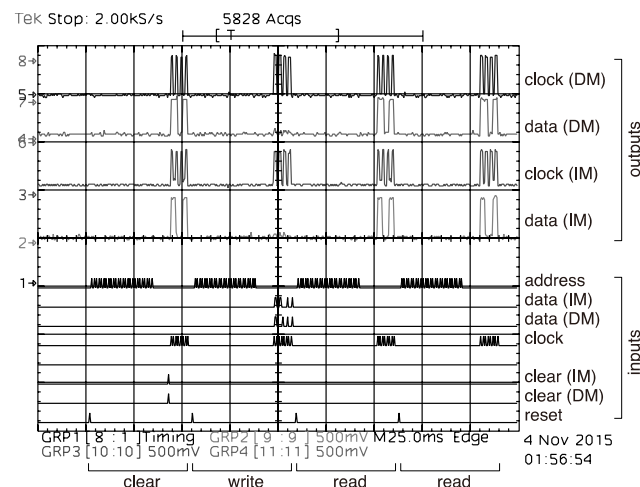 Tek Stop: 2.00kS/s 5828 Acqs
T
8
5
clock (DM)
7
data (DM)
4
6
clock (IM)
3
data (IM)
2
outputs
1
address
data (IM)
data (DM)
clock
clear (IM)
clear (DM)
reset
inputs
GRP1 [ 8 : 1 ]Timing GRP2 [ 9 : 9 ] 500mV M25.0ms Edge 4 Nov 2015
GRP3 [10:10] 500mV GRP4 [11:11] 500mV 01:56:54
clear write read read